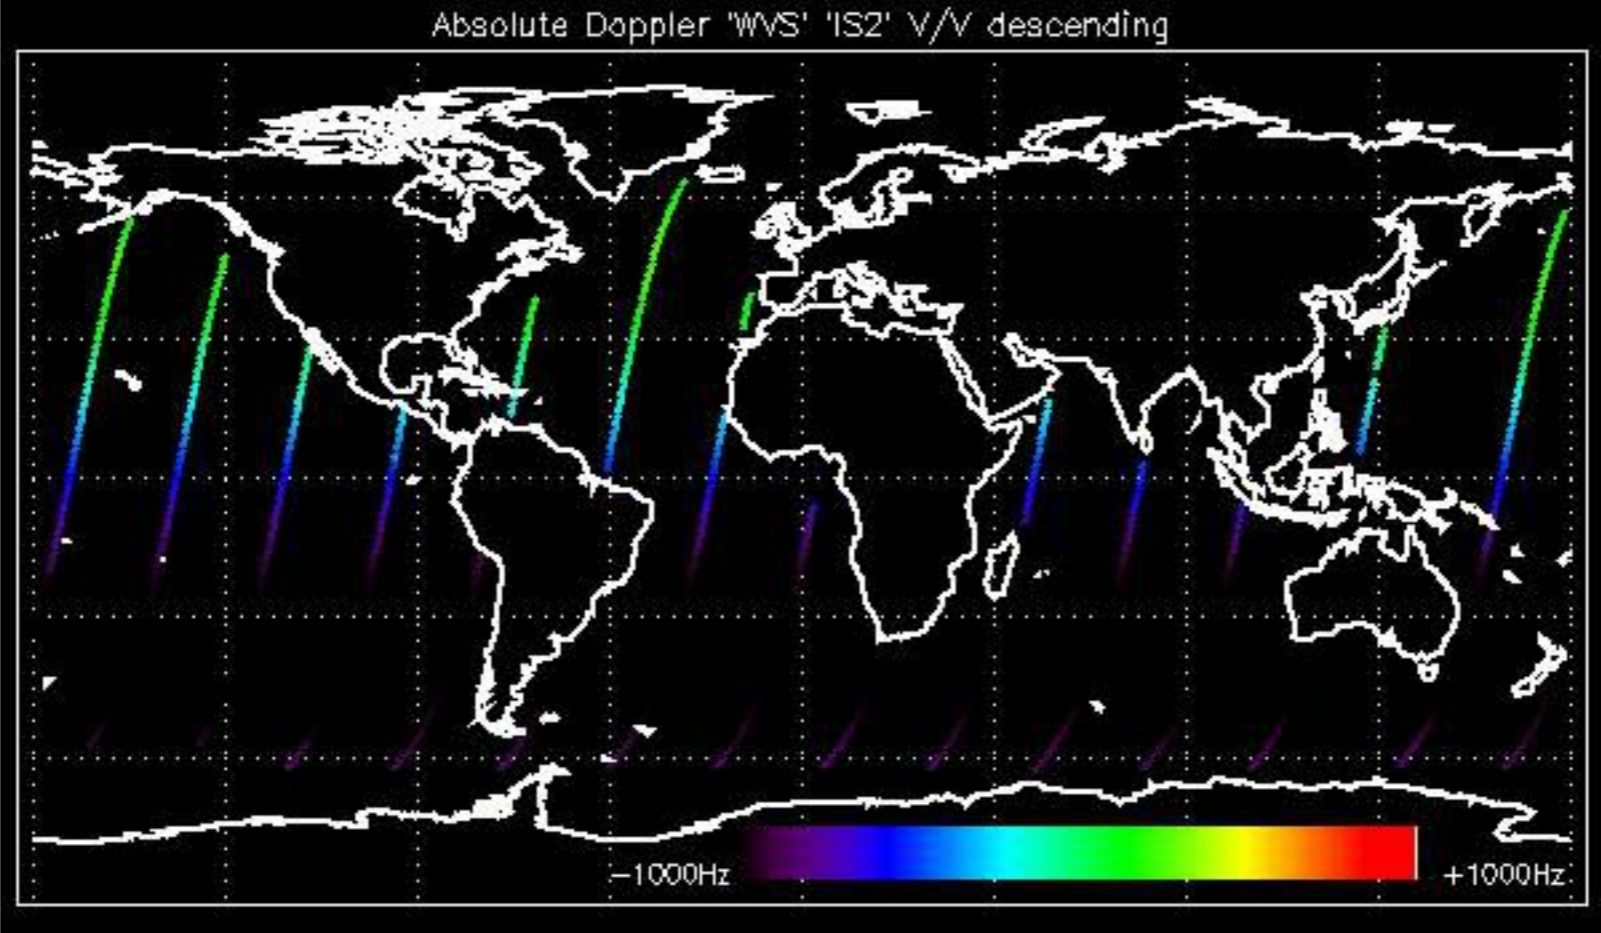 Absolute Doppler 'WVS' 'IS2' V/V descending
−1000Hz +1000Hz